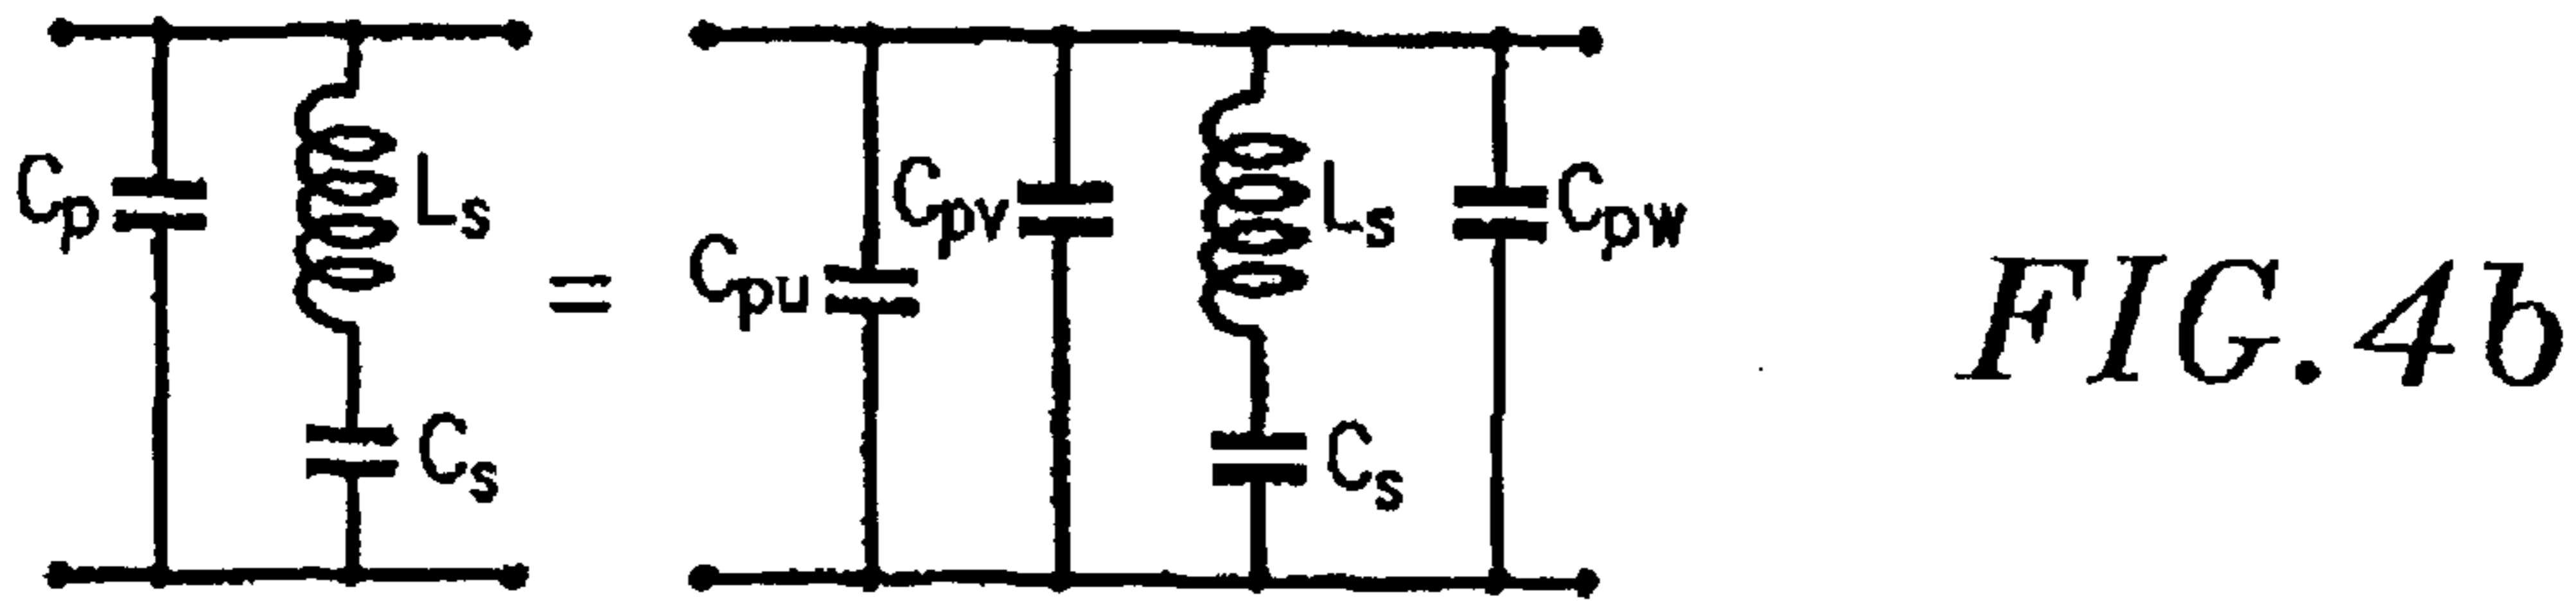 Cp
Ls
Cs
=
Cpu
Cpv
Ls
Cs
Cpw
FIG. 4b